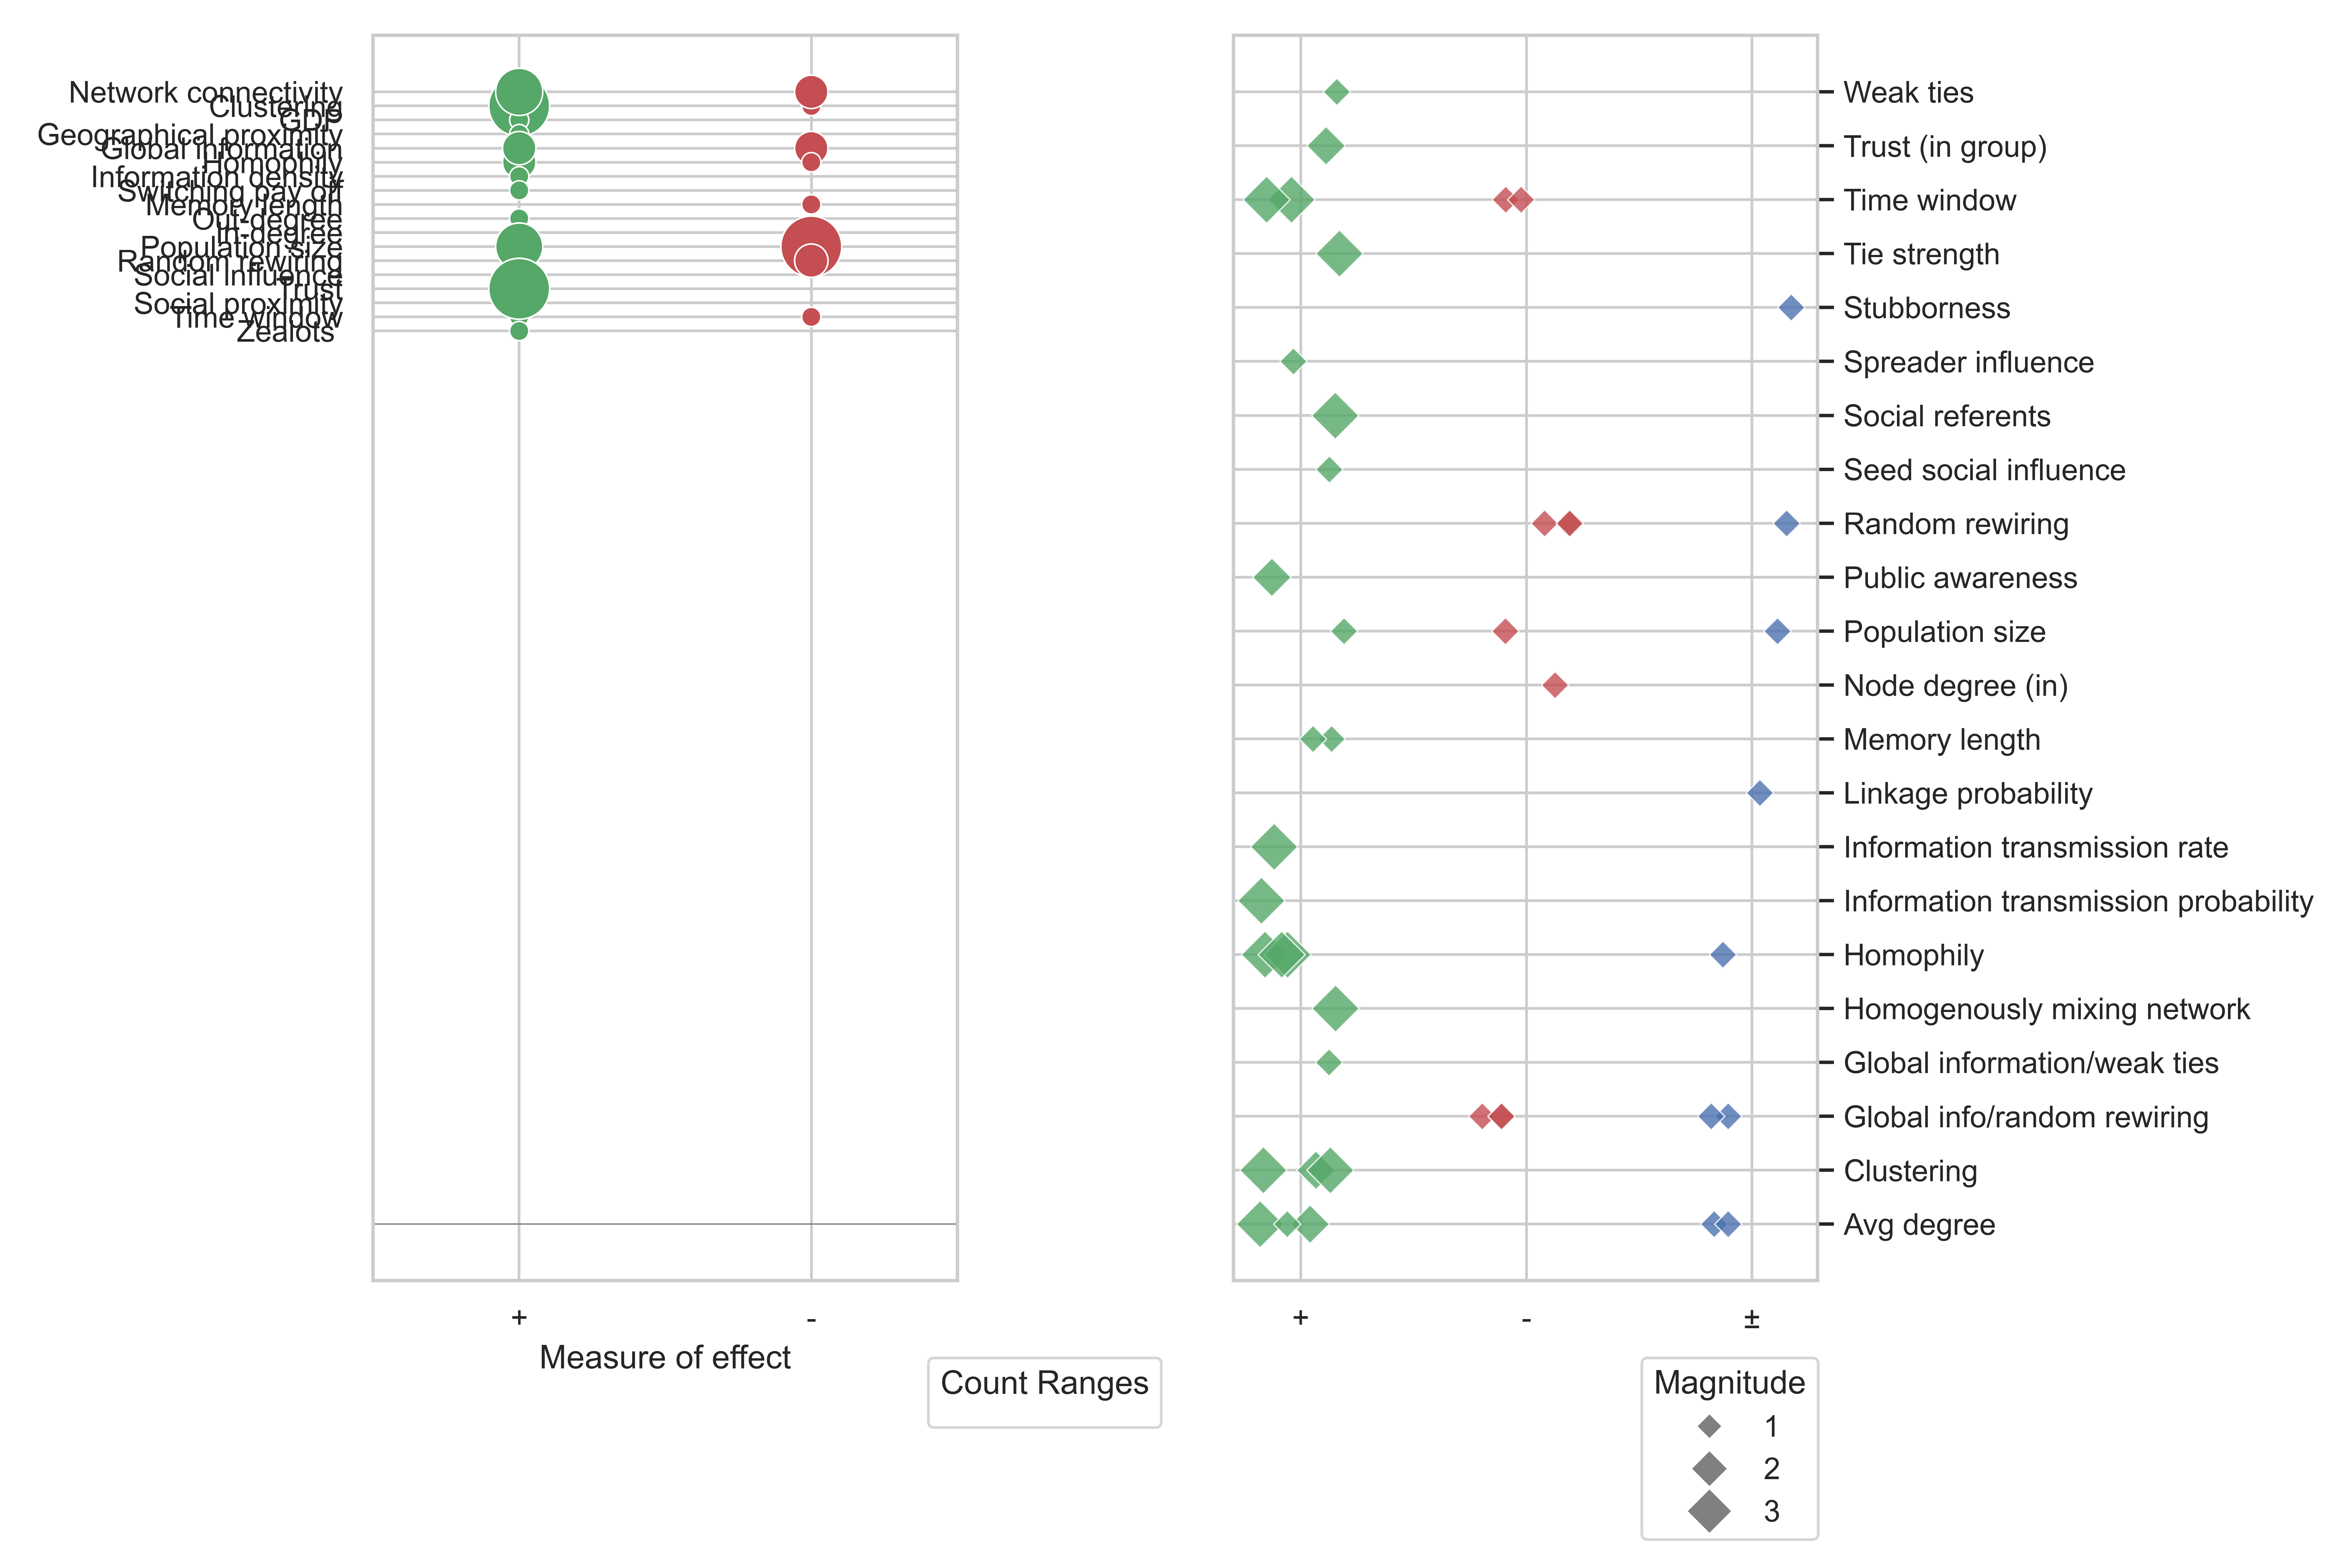 Network connectivity
Clustering
GDP
Geographical proximity
Global information
Homophily
Information density
Switching pay off
Memory length
Out-degree
In-degree
Population size
Random rewiring
Social Influence
Trust
Social proximity
Time window
Zealots
+
-
Measure of effect
Count Ranges
Weak ties
Trust (in group)
Time window
Tie strength
Stubborness
Spreader influence
Social referents
Seed social influence
Random rewiring
Public awareness
Population size
Node degree (in)
Memory length
Linkage probability
Information transmission rate
Information transmission probability
Homophily
Homogenously mixing network
Global information/weak ties
Global info/random rewiring
Clustering
Avg degree
+
-
±
Magnitude
1
2
3